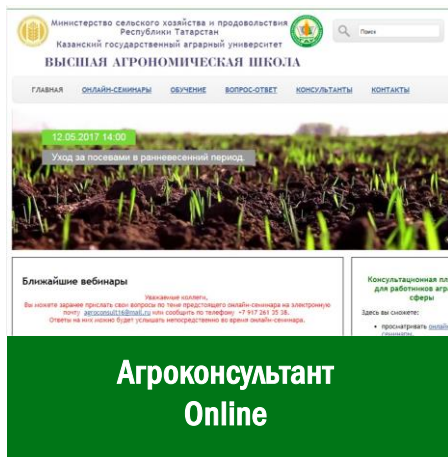 Министерство сельского хозяйства и продовольствия
Республики Татарстан
Казанский государственный аграрный университет
ВЫСШАЯ АГРОНОМИЧЕСКАЯ ШКОЛА
Поиск
ГЛАВНАЯ ОНЛАЙН-СЕМИНАРЫ ОБУЧЕНИЕ ВОПРОС-ОТВЕТ КОНСУЛЬТАНТЫ КОНТАКТЫ
12.05.2017 14:00
Уход за посевами в ранневесенний период.
Ближайшие вебинары
Уважаемые коллеги,
Вы можете заранее прислать свои вопросы по теме предстоящего онлайн-семинара на электронную
почту agroconsult16@mail.ru или сообщить по телефону +7 917 261 35 38.
Ответы на них можно будет услышать непосредственно во время онлайн-семинара.
Консультационная пл
для работников агра
сферы
Здесь вы сможете:
просматривать онлай
семинары
Агроконсультант
Online